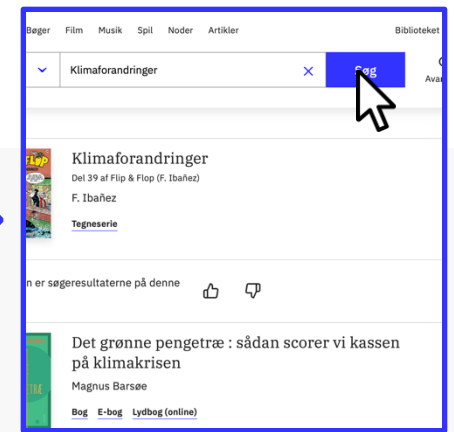 Bøger Film Musik Spil Noder Artikler Biblioteket
Klimaforandringer Søg
Klimaforandringer
Del 39 af Flip & Flop (F. Ibañez)
F. Ibañez
Tegneserie
er søgeresultaterne på denne
Det grønne pengetræ : sådan scorer vi kassen
på klimakrisen
Magnus Barsøe
Bog E-bog Lydbog (online)